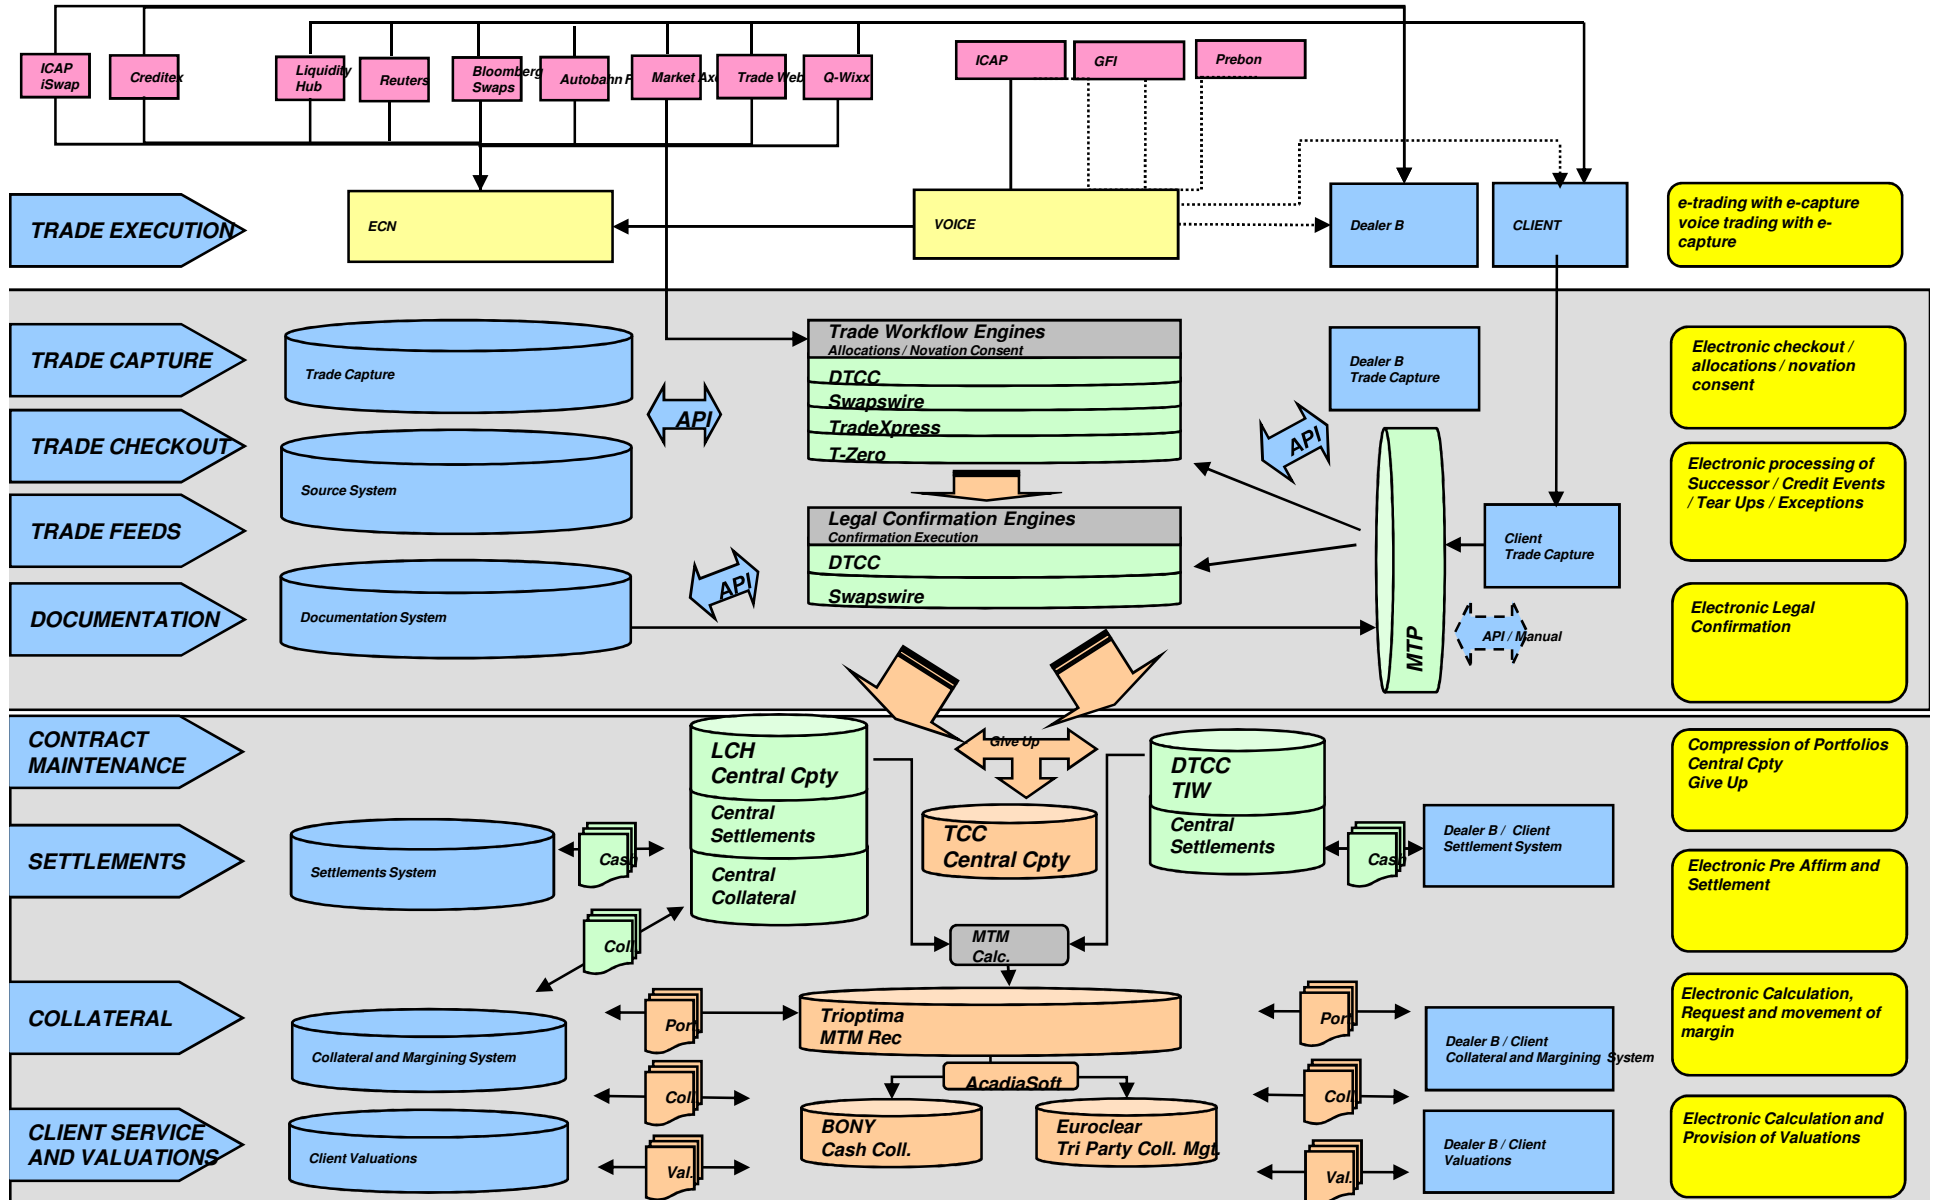 ICAP
iSwap
Creditex
Liquidity
Hub
Reuters
Bloomberg
Swaps
Autobahn F
Market Axe
Trade Web
Q-Wixx
ICAP
GFI
Prebon
TRADE EXECUTION
ECN
VOICE
Dealer B
CLIENT
e-trading with e-capture
voice trading with e-
capture
TRADE CAPTURE
Trade Capture
API
Trade Workflow Engines
Allocations / Novation Consent
DTCC
Swapswire
TradeXpress
T-Zero
Dealer B
Trade Capture
API
Electronic checkout /
allocations / novation
consent
TRADE CHECKOUT
Source System
Electronic processing of
Successor / Credit Events
/ Tear Ups / Exceptions
TRADE FEEDS
Legal Confirmation Engines
Confirmation Execution
DTCC
Swapswire
Client
Trade Capture
DOCUMENTATION
Documentation System
API
MTP
API / Manual
Electronic Legal
Confirmation
CONTRACT
MAINTENANCE
LCH
Central Cpty
Central
Settlements
Central
Collateral
Give Up
TCC
Central Cpty
DTCC
TIW
Central
Settlements
Compression of Portfolios
Central Cpty
Give Up
SETTLEMENTS
Settlements System
Cash
Cash
Dealer B / Client
Settlement System
Electronic Pre Affirm and
Settlement
Coll
MTM
Calc.
COLLATERAL
Collateral and Margining System
Port
Trioptima
MTM Rec
Port
Dealer B / Client
Collateral and Margining System
Electronic Calculation,
Request and movement of
margin
Coll.
AcadiaSoft
Coll.
CLIENT SERVICE
AND VALUATIONS
Client Valuations
Val.
BONY
Cash Coll.
Euroclear
Tri Party Coll. Mgt.
Val.
Dealer B / Client
Valuations
Electronic Calculation and
Provision of Valuations